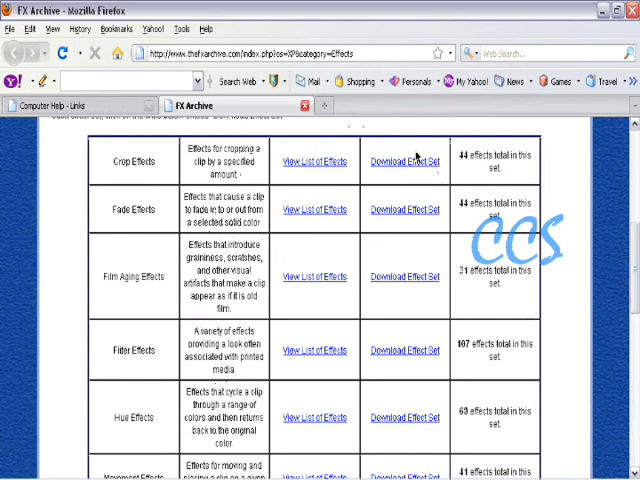 FX Archive - Mozilla Firefox
File Edit View History Bookmarks Yahoo! Tools Help
http://www.thefxarchive.com/index.php?os=XP&category=Effects
Web Search
Y! Search Web Mail Shopping Personals My Yahoo! News Games Travel
Computer Help - Links FX Archive
Crop Effects
Effects for cropping a
clip by a specified
amount.
View List of Effects
Download Effect Set
44 effects total in this
set.
Fade Effects
Effects that cause a clip
to fade in to or out from
a selected solid color
View List of Effects
Download Effect Set
44 effects total in this
set.
CCS
Film Aging Effects
Effects that introduce
graininess, scratches,
and other visual
artifacts that make a clip
appear as if it is old
film.
View List of Effects
Download Effect Set
31 effects total in this
set.
Filter Effects
A variety of effects
providing a look often
associated with printed
media.
View List of Effects
Download Effect Set
107 effects total in this
set.
Hue Effects
Effects that cycle a clip
through a range of
colors and then returns
back to the original
color.
View List of Effects
Download Effect Set
60 effects total in this
set.
Movement Effects
Effects for moving and
placing a clip on a given
View List of Effects
Download Effect Set
41 effects total in this